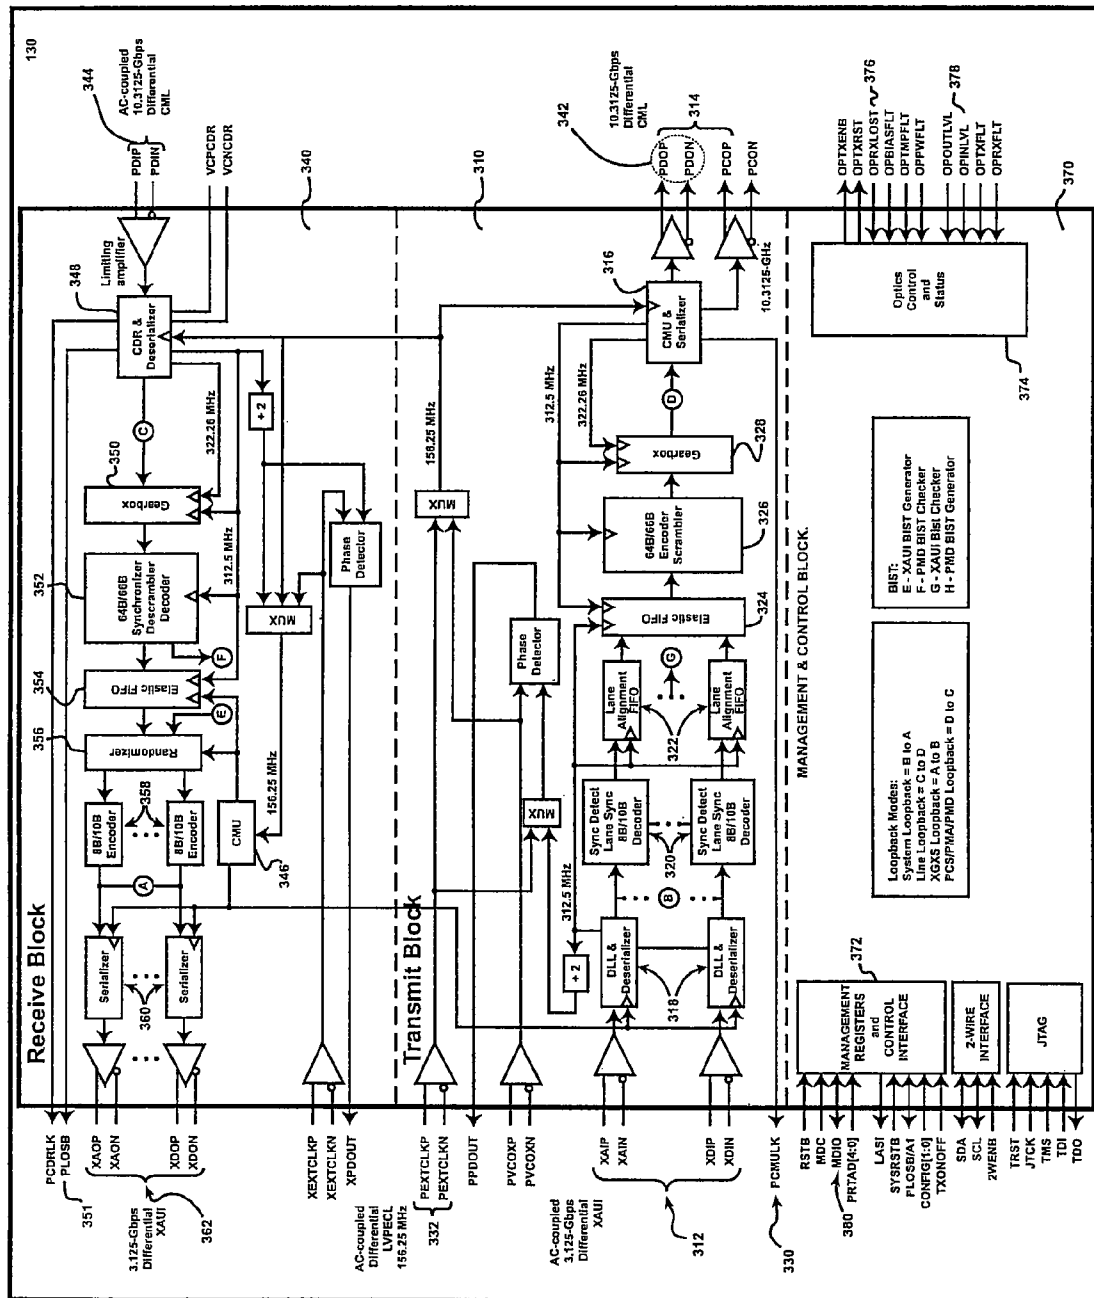 130
344
AC-coupled
10.3125-Gbps
Differential
CML
PDIP
PDIN
VCPCDR
VCNCDR
Receive Block
340
Limiting
amplifier
348
CDR &
Deserializer
C
322.26 MHz
350
Gearbox
352
64B/66B
Synchronizer
Descrambler
Decoder
312.5 MHz
F
354
Elastic FIFO
E
356
Randomizer
358
8B/10B
Encoder
8B/10B
Encoder
A
CMU
346
156.25 MHz
MUX
÷ 2
Phase
Detector
Serializer
360
Serializer
PCDRLK
PLOSB
351
XAOP
XAON
XDOP
XDON
3.125-Gbps
Differential
XAUI
362
XEXTCLKP
XEXTCLKN
XPDOUT
Transmit Block
310
342
10.3125-Gbps
Differential
CML
314
PDOP
PDON
PCOP
PCON
10.3125-GHz
316
CMU &
Serializer
D
156.25 MHz
MUX
312.5 MHz
322.26 MHz
Gearbox
328
64B/66B
Encoder
Scrambler
326
Elastic FIFO
324
Phase
Detector
MUX
Lane
Alignment
FIFO
G
322
Lane
Alignment
FIFO
Sync Detect
Lane Sync
8B/10B
Decoder
320
Sync Detect
Lane Sync
8B/10B
Decoder
B
312.5 MHz
÷ 2
DLL &
Deserializer
318
DLL &
Deserializer
AC-coupled
Differential
LVPECL
156.25 MHz
332
PEXTCLKP
PEXTCLKN
PPDOUT
PVCOXP
PVCOXN
AC-coupled
3.125-Gbps
Differential
XAUI
312
XAIP
XAIN
XDIP
XDIN
PCMULK
330
MANAGEMENT & CONTROL BLOCK.
370
OPTXENB
OPTXRST
OPRXLOST
376
OPBIASFLT
OPTMPFLT
OPPWFLT
OPOUTLVL
378
OPINLVL
OPTXFLT
OPRXFLT
Optics
Control
and
Status
374
BIST:
E - XAUI BIST Generator
F - PMD BIST Checker
G - XAUI Bist Checker
H - PMD BIST Generator
Loopback Modes:
System Loopback = B to A
Line Loopback = C to D
XGXS Loopback = A to B
PCS/PMA/PMD Loopback = D to C
372
MANAGEMENT
REGISTERS
and
CONTROL
INTERFACE
2-WIRE
INTERFACE
JTAG
RSTB
MDC
MDIO
380
PRTAD[4:0]
LASI
SYSRSTB
PLOSB/A1
CONFIG[1:0]
TXONOFF
SDA
SCL
2WENB
TRST
JTCK
TMS
TDI
TDO